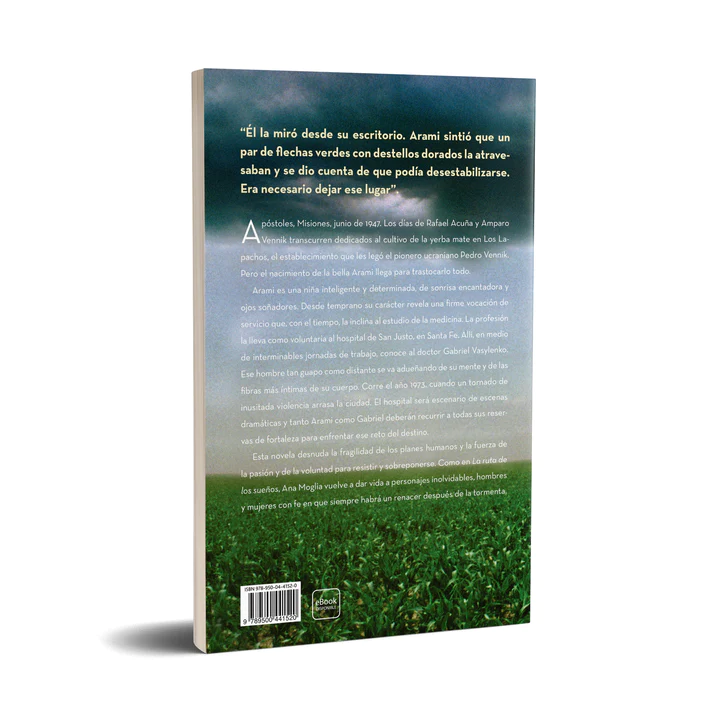 “Él la miró desde su escritorio. Arami sintió que un
par de flechas verdes con destellos dorados la atrave-
saban y se dio cuenta de que podía desestabilizarse.
Era necesario dejar ese lugar”.
Apóstoles, Misiones, junio de 1947. Los días de Rafael Acuña y Amparo
Vennik transcurren dedicados al cultivo de la yerba mate en Los La-
pachos, el establecimiento que les legó el pionero ucraniano Pedro Vennik.
Pero el nacimiento de la bella Arami llega para trastocarlo todo.
Arami es una niña inteligente y determinada, de sonrisa encantadora y
ojos soñadores. Desde temprano su carácter revela una firme vocación de
servicio que, con el tiempo, la inclina al estudio de la medicina. La profesión
la lleva como voluntaria al hospital de San Justo, en Santa Fe. Allí, en medio
de interminables jornadas de trabajo, conoce al doctor Gabriel Vasylenko.
Ese hombre tan guapo como distante se va adueñando de su mente y de las
fibras más íntimas de su cuerpo. Corre el año 1973, cuando un tornado de
inusitada violencia arrasa la ciudad. El hospital será escenario de escenas
dramáticas y tanto Arami como Gabriel deberán recurrir a todas sus reser-
vas de fortaleza para enfrentar ese reto del destino.
Esta novela desnuda la fragilidad de los planes humanos y la fuerza de
la pasión y de la voluntad para resistir y sobreponerse. Como en La ruta de
los sueños, Ana Moglia vuelve a dar vida a personajes inolvidables, hombres
y mujeres con fe en que siempre habrá un renacer después de la tormenta.
ISBN 978-950-04-4152-0
9 789500 441520
eBook
DISPONIBLE